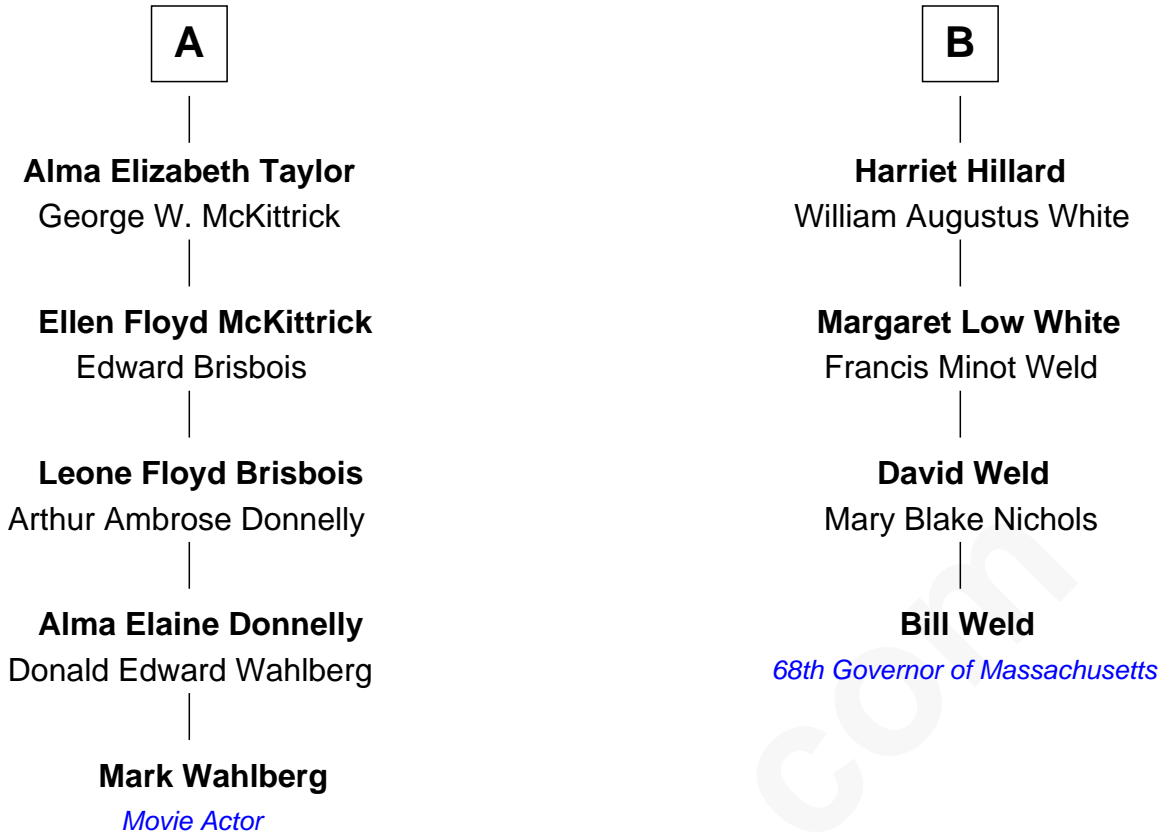 A
Alma Elizabeth Taylor
George W. McKittrick
Ellen Floyd McKittrick
Edward Brisbois
Leone Floyd Brisbois
Arthur Ambrose Donnelly
Alma Elaine Donnelly
Donald Edward Wahlberg
Mark Wahlberg
Movie Actor
B
Harriet Hillard
William Augustus White
Margaret Low White
Francis Minot Weld
David Weld
Mary Blake Nichols
Bill Weld
68th Governor of Massachusetts
com